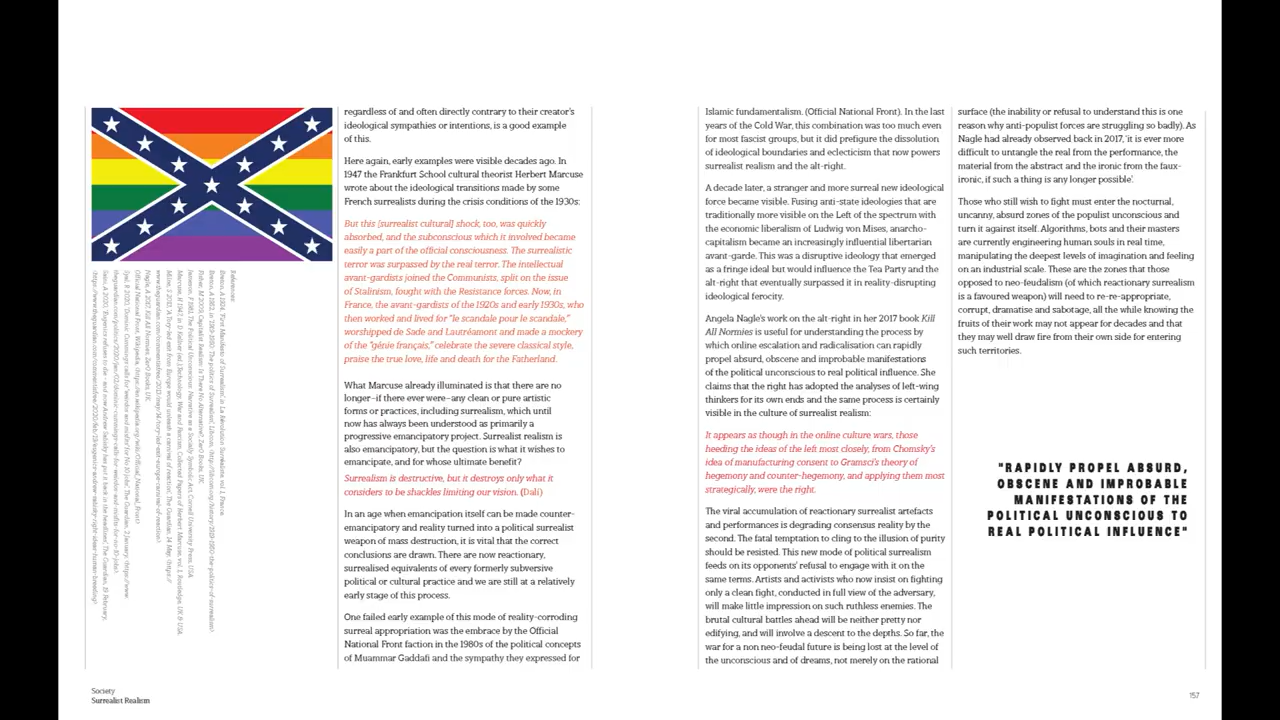 regardless of and often directly contrary to their creator's
ideological sympathies or intentions, is a good example
of this.
Here again, early examples were visible decades ago. In
1947 the Frankfurt School cultural theorist Herbert Marcuse
wrote about the ideological transitions made by some
French surrealists during the crisis conditions of the 1930s:
But this [surrealist cultural] shock, too, was quickly
absorbed, and the subconscious which it involved became
easily a part of the official consciousness. The surrealistic
terror was surpassed by the real terror. The intellectual
avant-gardists joined the Communists, split on the issue
of Stalinism, fought with the Resistance forces. Now, in
France, the avant-gardists of the 1920s and early 1930s, who
then worked and lived for "le scandale pour le scandale,"
worshipped de Sade and Lautréamont and made a mockery
of the "génie français," celebrate the severe classical style,
praise the true love, life and death for the Fatherland.
What Marcuse already illuminated is that there are no
longer–if there ever were–any clean or pure artistic
forms or practices, including surrealism, which until
now has always been understood as primarily a
progressive emancipatory project. Surrealist realism is
also emancipatory, but the question is what it wishes to
emancipate, and for whose ultimate benefit?
Surrealism is destructive, but it destroys only what it
considers to be shackles limiting our vision. (Dalí)
In an age when emancipation itself can be made counter-
emancipatory and reality turned into a political surrealist
weapon of mass destruction, it is vital that the correct
conclusions are drawn. There are now reactionary,
surrealised equivalents of every formerly subversive
political or cultural practice and we are still at a relatively
early stage of this process.
One failed early example of this mode of reality-corroding
surreal appropriation was the embrace by the Official
National Front faction in the 1980s of the political concepts
of Muammar Gaddafi and the sympathy they expressed for
Islamic fundamentalism. (Official National Front). In the last
years of the Cold War, this combination was too much even
for most fascist groups, but it did prefigure the dissolution
of ideological boundaries and eclecticism that now powers
surrealist realism and the alt-right.
A decade later, a stranger and more surreal new ideological
force became visible. Fusing anti-state ideologies that are
traditionally more visible on the Left of the spectrum with
the economic liberalism of Ludwig von Mises, anarcho-
capitalism became an increasingly influential libertarian
avant-garde. This was a disruptive ideology that emerged
as a fringe ideal but would influence the Tea Party and the
alt-right that eventually surpassed it in reality-disrupting
ideological ferocity.
Angela Nagle's work on the alt-right in her 2017 book Kill
All Normies is useful for understanding the process by
which online escalation and radicalisation can rapidly
propel absurd, obscene and improbable manifestations
of the political unconscious to real political influence. She
claims that the right has adopted the analyses of left-wing
thinkers for its own ends and the same process is certainly
visible in the culture of surrealist realism:
It appears as though in the online culture wars, those
heeding the ideas of the left most closely, from Chomsky's
idea of manufacturing consent to Gramsci's theory of
hegemony and counter-hegemony, and applying them most
strategically, were the right.
The viral accumulation of reactionary surrealist artefacts
and performances is degrading consensus reality by the
second. The fatal temptation to cling to the illusion of purity
should be resisted. This new mode of political surrealism
feeds on its opponents' refusal to engage with it on the
same terms. Artists and activists who now insist on fighting
only a clean fight, conducted in full view of the adversary,
will make little impression on such ruthless enemies. The
brutal cultural battles ahead will be neither pretty nor
edifying, and will involve a descent to the depths. So far, the
war for a non neo-feudal future is being lost at the level of
the unconscious and of dreams, not merely on the rational
surface (the inability or refusal to understand this is one
reason why anti-populist forces are struggling so badly). As
Nagle had already observed back in 2017, 'it is ever more
difficult to untangle the real from the performance, the
material from the abstract and the ironic from the faux-
ironic, if such a thing is any longer possible'.
Those who still wish to fight must enter the nocturnal,
uncanny, absurd zones of the populist unconscious and
turn it against itself. Algorithms, bots and their masters
are currently engineering human souls in real time,
manipulating the deepest levels of imagination and feeling
on an industrial scale. These are the zones that those
opposed to neo-feudalism (of which reactionary surrealism
is a favoured weapon) will need to re-re-appropriate,
corrupt, dramatise and sabotage, all the while knowing the
fruits of their work may not appear for decades and that
they may well draw fire from their own side for entering
such territories.
"RAPIDLY PROPEL ABSURD,
OBSCENE AND IMPROBABLE
MANIFESTATIONS OF THE
POLITICAL UNCONSCIOUS TO
REAL POLITICAL INFLUENCE"
References
Society
Surrealist Realism
157